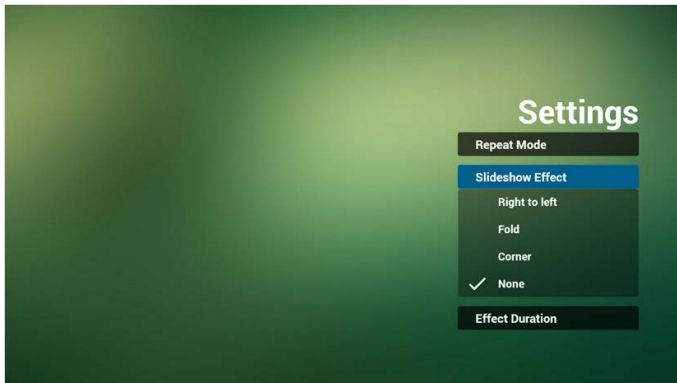 Settings
Repeat Mode
Slideshow Effect
Right to left
Fold
Corner
None
Effect Duration